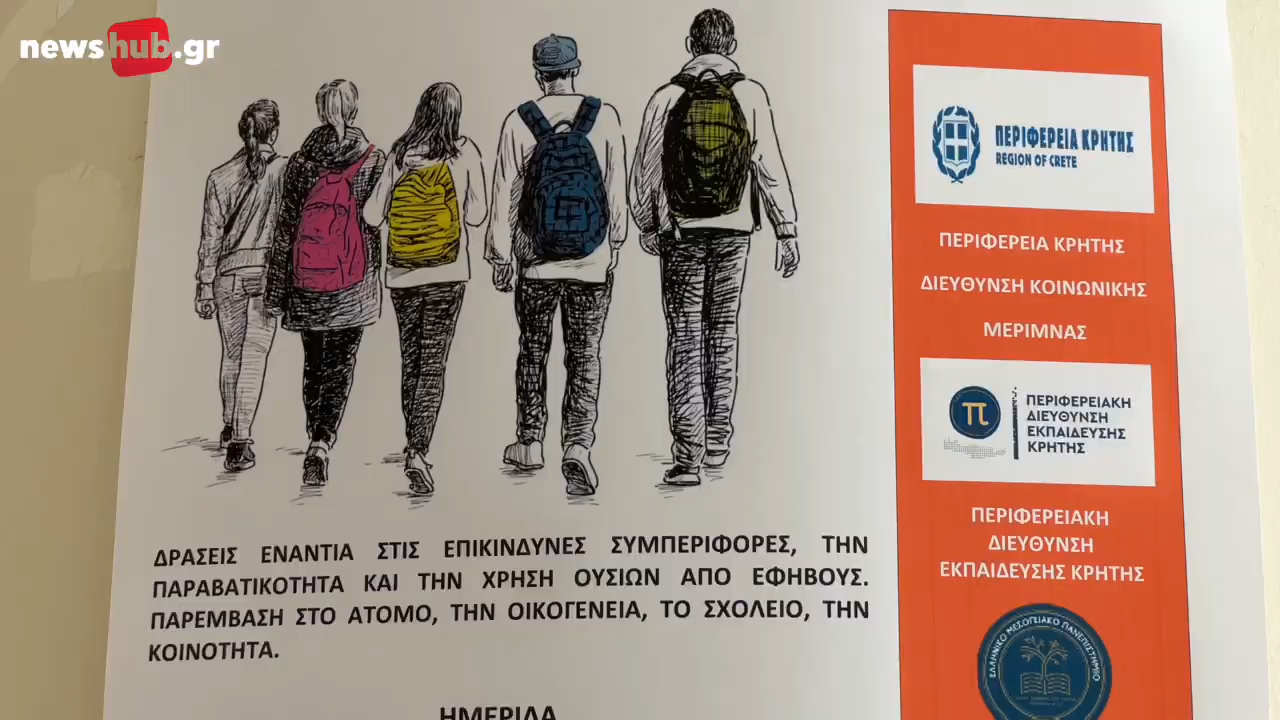 newshub.gr
ΠΕΡΙΦΕΡΕΙΑ ΚΡΗΤΗΣ
REGION OF CRETE
ΠΕΡΙΦΕΡΕΙΑ ΚΡΗΤΗΣ
ΔΙΕΥΘΥΝΣΗ ΚΟΙΝΩΝΙΚΗΣ
ΜΕΡΙΜΝΑΣ
π
ΠΕΡΙΦΕΡΕΙΑΚΗ
ΔΙΕΥΘΥΝΣΗ
ΕΚΠΑΙΔΕΥΣΗΣ
ΚΡΗΤΗΣ
ΠΕΡΙΦΕΡΕΙΑΚΗ
ΔΙΕΥΘΥΝΣΗ
ΕΚΠΑΙΔΕΥΣΗΣ ΚΡΗΤΗΣ
ΕΛΛΗΝΙΚΟ ΜΕΣΟΓΕΙΑΚΟ ΠΑΝΕΠΙΣΤΗΜΙΟ
ΔΡΑΣΕΙΣ ΕΝΑΝΤΙΑ ΣΤΙΣ ΕΠΙΚΙΝΔΥΝΕΣ ΣΥΜΠΕΡΙΦΟΡΕΣ, ΤΗΝ
ΠΑΡΑΒΑΤΙΚΟΤΗΤΑ ΚΑΙ ΤΗΝ ΧΡΗΣΗ ΟΥΣΙΩΝ ΑΠΟ ΕΦΗΒΟΥΣ.
ΠΑΡΕΜΒΑΣΗ ΣΤΟ ΑΤΟΜΟ, ΤΗΝ ΟΙΚΟΓΕΝΕΙΑ, ΤΟ ΣΧΟΛΕΙΟ, ΤΗΝ
ΚΟΙΝΟΤΗΤΑ.
ΗΜΕΡΙΔΑ